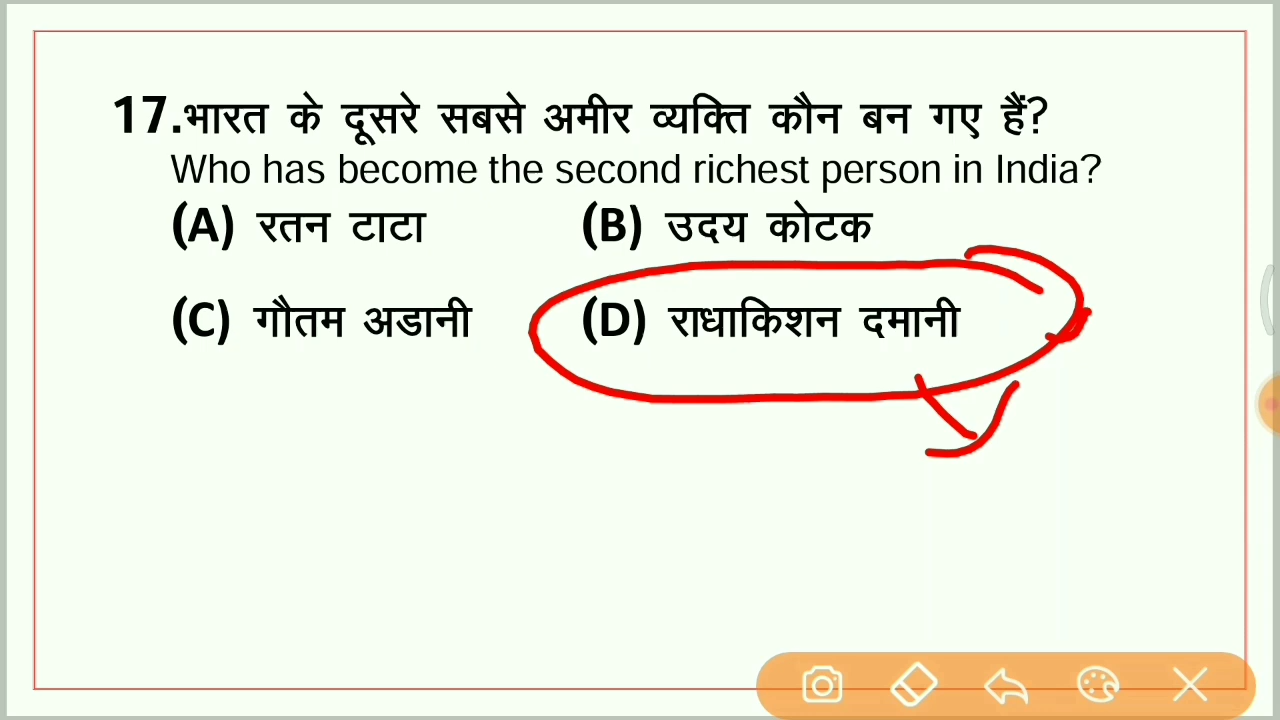 17.भारत के दूसरे सबसे अमीर व्यक्ति कौन बन गए हैं?
Who has become the second richest person in India?
(A) रतन टाटा (B) उदय कोटक
(C) गौतम अडानी (D) राधाकिशन दमानी